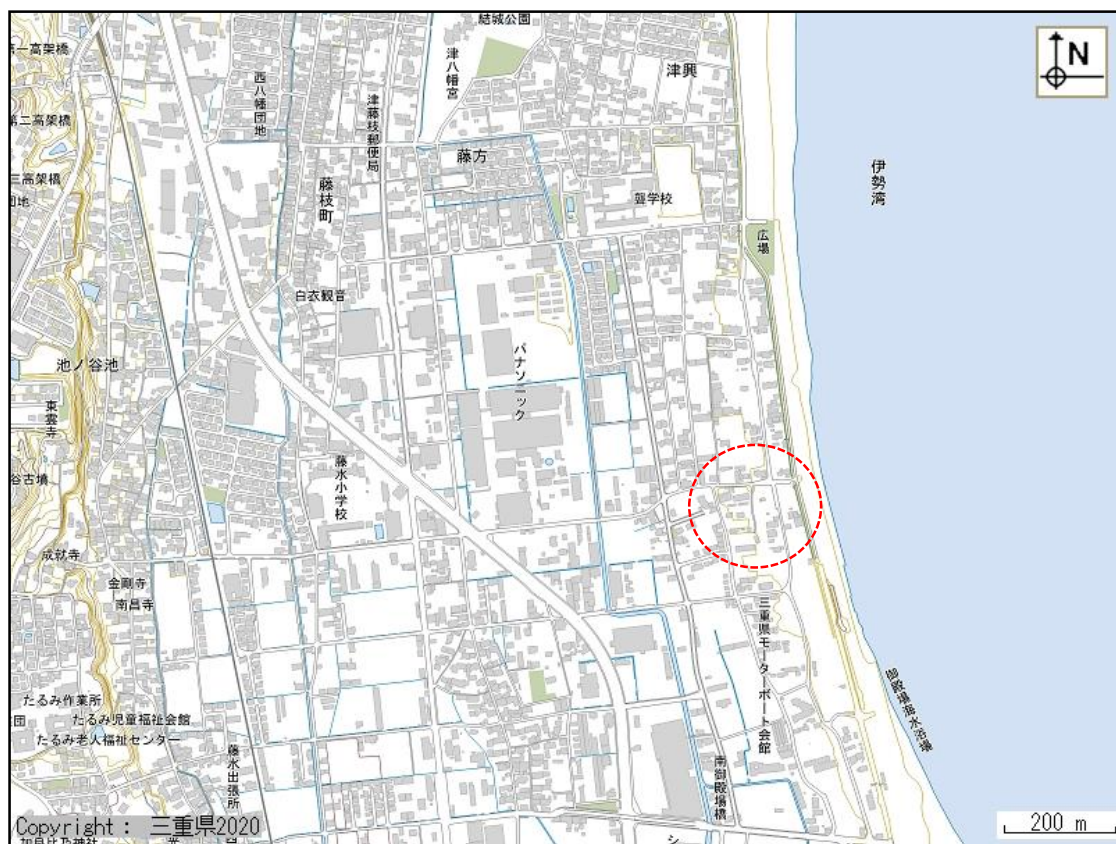 結城公園
第一高架橋
津八幡宮
津興
N
西八幡団地
第二高架橋
津藤枝郵便局
藤方
伊勢湾
三高架橋
団地
藤枝町
聾学校
広場
白衣観音
パナソニック
池ノ谷池
東雲寺
谷古墳
藤水小学校
成就寺
金剛寺
南昌寺
三重県モーターボート会館
御殿場海水浴場
たるみ作業所
団
たるみ児童福祉会館
たるみ老人福祉センター
藤水出張所
南御殿場橋
Copyright : 三重県2020
200 m
シ